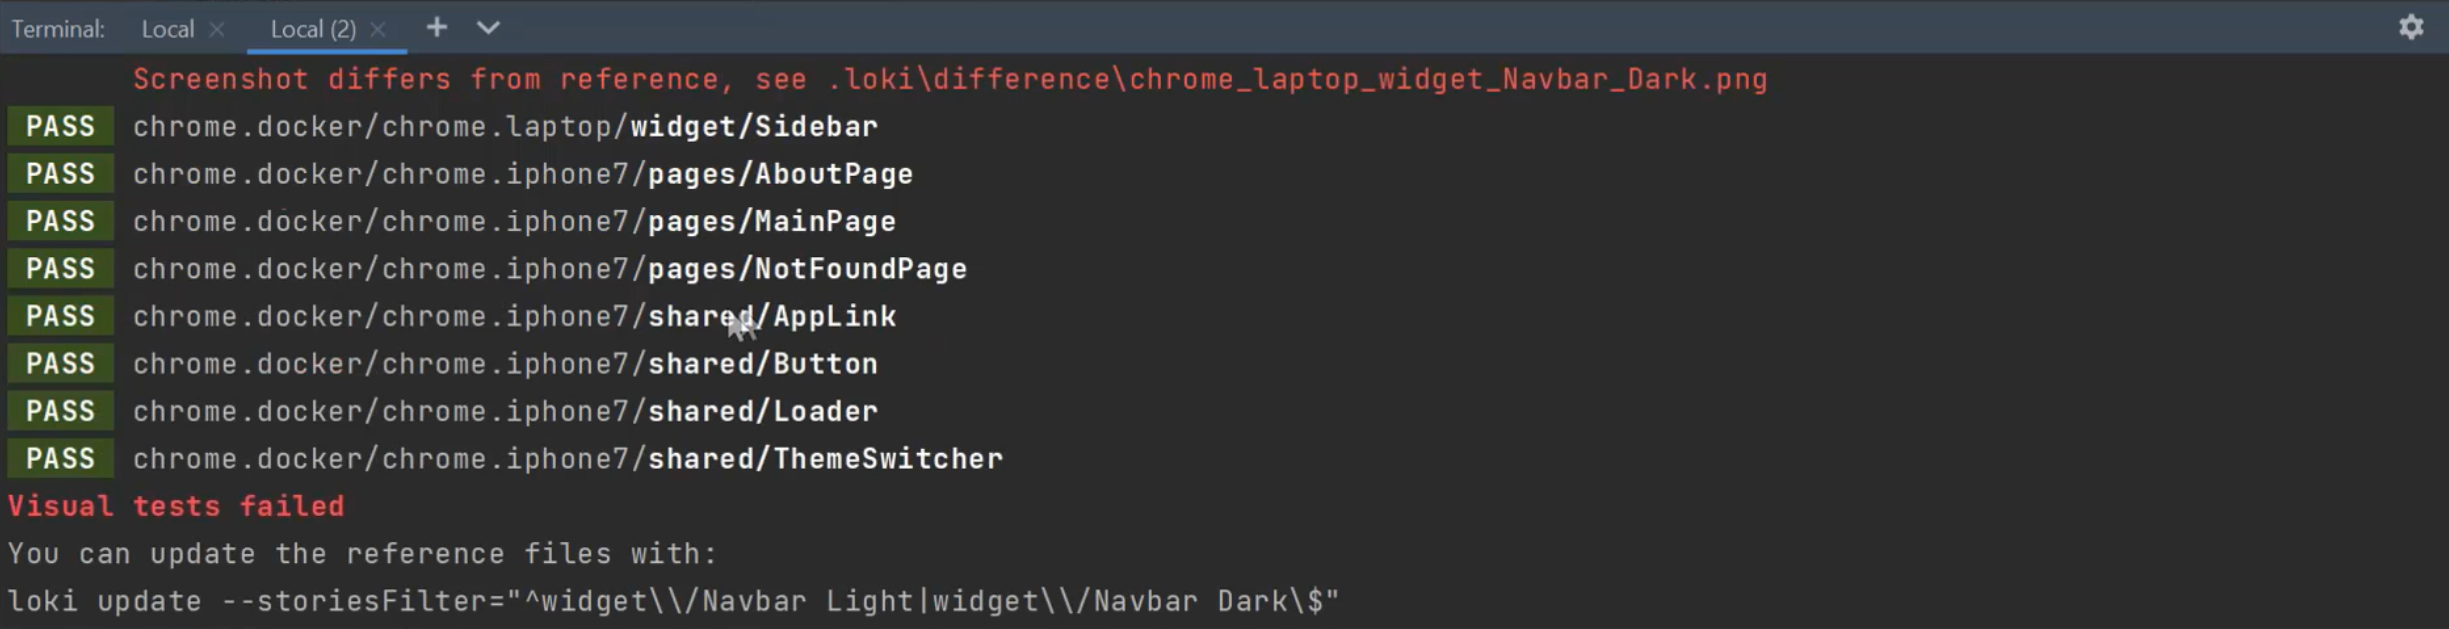 Terminal: Local × Local (2) × +
Screenshot differs from reference, see .loki\difference\chrome_laptop_widget_Navbar_Dark.png
PASS chrome.docker/chrome.laptop/widget/Sidebar
PASS chrome.docker/chrome.iphone7/pages/AboutPage
PASS chrome.docker/chrome.iphone7/pages/MainPage
PASS chrome.docker/chrome.iphone7/pages/NotFoundPage
PASS chrome.docker/chrome.iphone7/shared/AppLink
PASS chrome.docker/chrome.iphone7/shared/Button
PASS chrome.docker/chrome.iphone7/shared/Loader
PASS chrome.docker/chrome.iphone7/shared/ThemeSwitcher
Visual tests failed
You can update the reference files with:
loki update --storiesFilter="^widget\\/Navbar Light|widget\\/Navbar Dark\$"